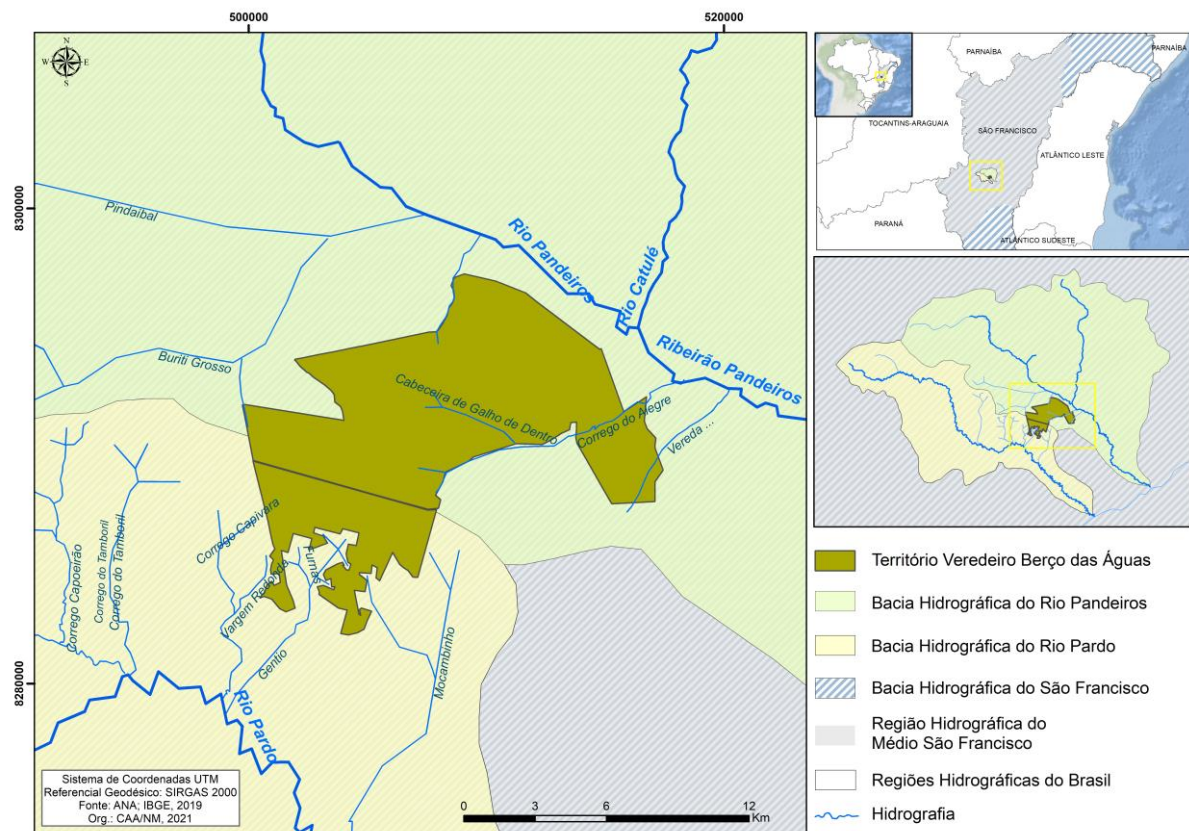 500000
520000
N
W E
S
8300000
8280000
Pindaibal
Rio Pandeiros
Rio Catulé
Buriti Grosso
Ribeirão Pandeiros
Cabeceira de Galho de Dentro
Corrego do Alegre
Vereda ...
Corrego Capivara
Furnas
Vargem Redonda
Corrego do Tamboril
Corrego do Tamboril
Corrego Capoeirão
Gentio
Mocambinho
Rio Pardo
Sistema de Coordenadas UTM
Referencial Geodésico: SIRGAS 2000
Fonte: ANA; IBGE, 2019
Org.: CAA/NM, 2021
0 3 6 12
Km
PARNAÍBA
PARNAÍBA
TOCANTINS-ARAGUAIA
SÃO FRANCISCO
ATLÂNTICO LESTE
PARANÁ
ATLÂNTICO SUDESTE
Território Veredeiro Berço das Águas
Bacia Hidrográfica do Rio Pandeiros
Bacia Hidrográfica do Rio Pardo
Bacia Hidrográfica do São Francisco
Região Hidrográfica do
Médio São Francisco
Regiões Hidrográficas do Brasil
Hidrografia